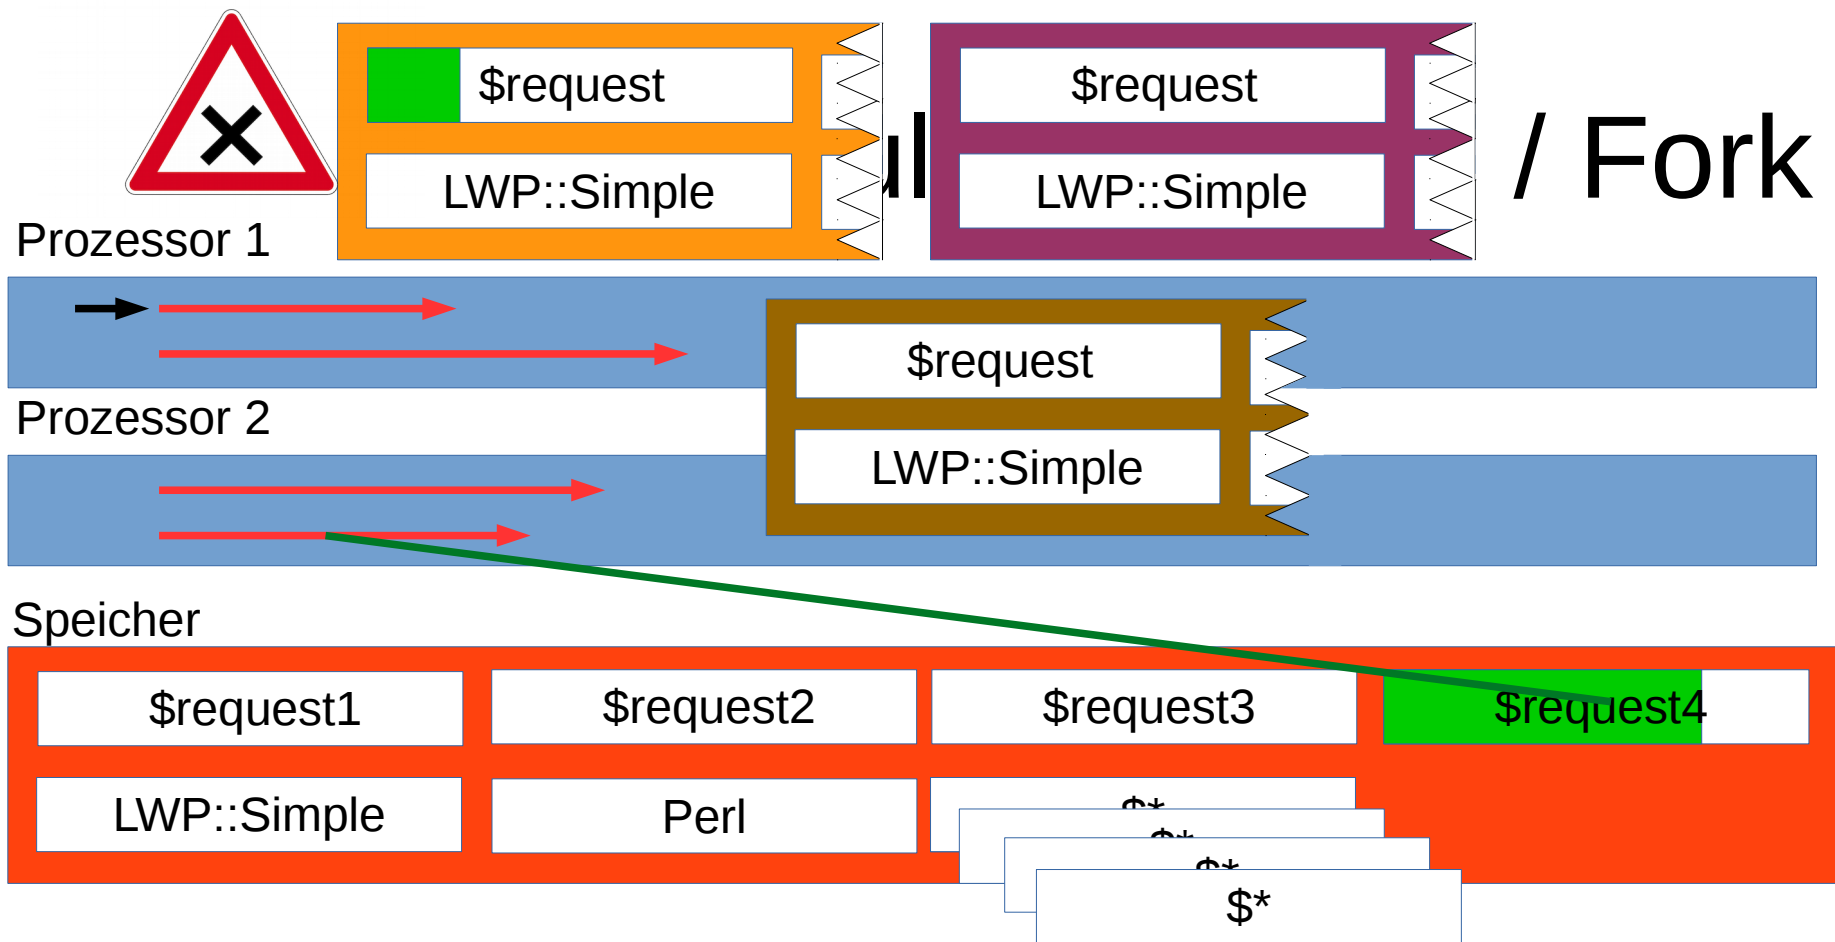 $request
$request
ul / Fork
LWP::Simple
LWP::Simple
Prozessor 1
$request
Prozessor 2
LWP::Simple
Speicher
$request1
$request2
$request3
$request4
LWP::Simple
Perl
$*
$*
$*
$*